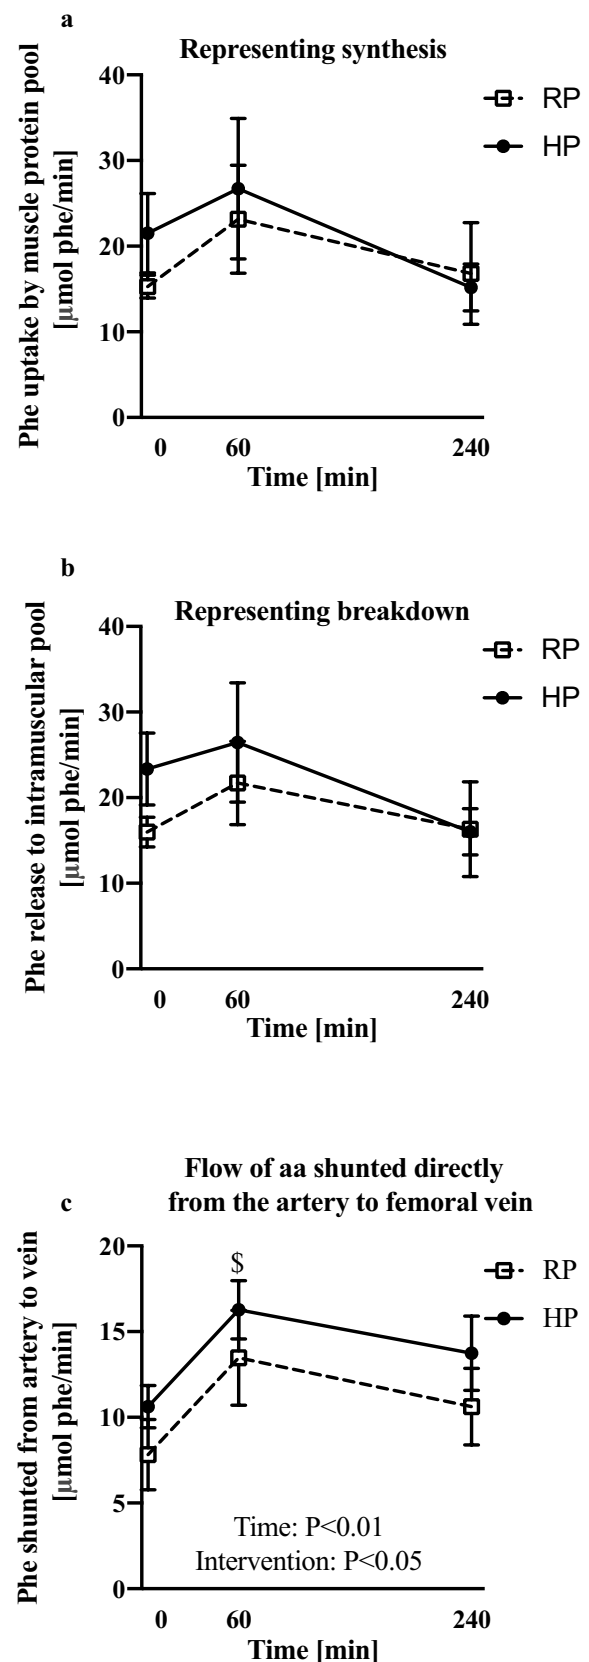 a
Representing synthesis
Phe uptake by muscle protein pool
[µmol phe/min]
40
30
20
10
0
RP
HP
0 60 240
Time [min]
b
Representing breakdown
Phe release to intramuscular pool
[µmol phe/min]
40
30
20
10
0
RP
HP
0 60 240
Time [min]
Flow of aa shunted directly
from the artery to femoral vein
c
Phe shunted from artery to vein
[µmol phe/min]
20
15
10
5
0
$
RP
HP
Time: P<0.01
Intervention: P<0.05
0 60 240
Time [min]